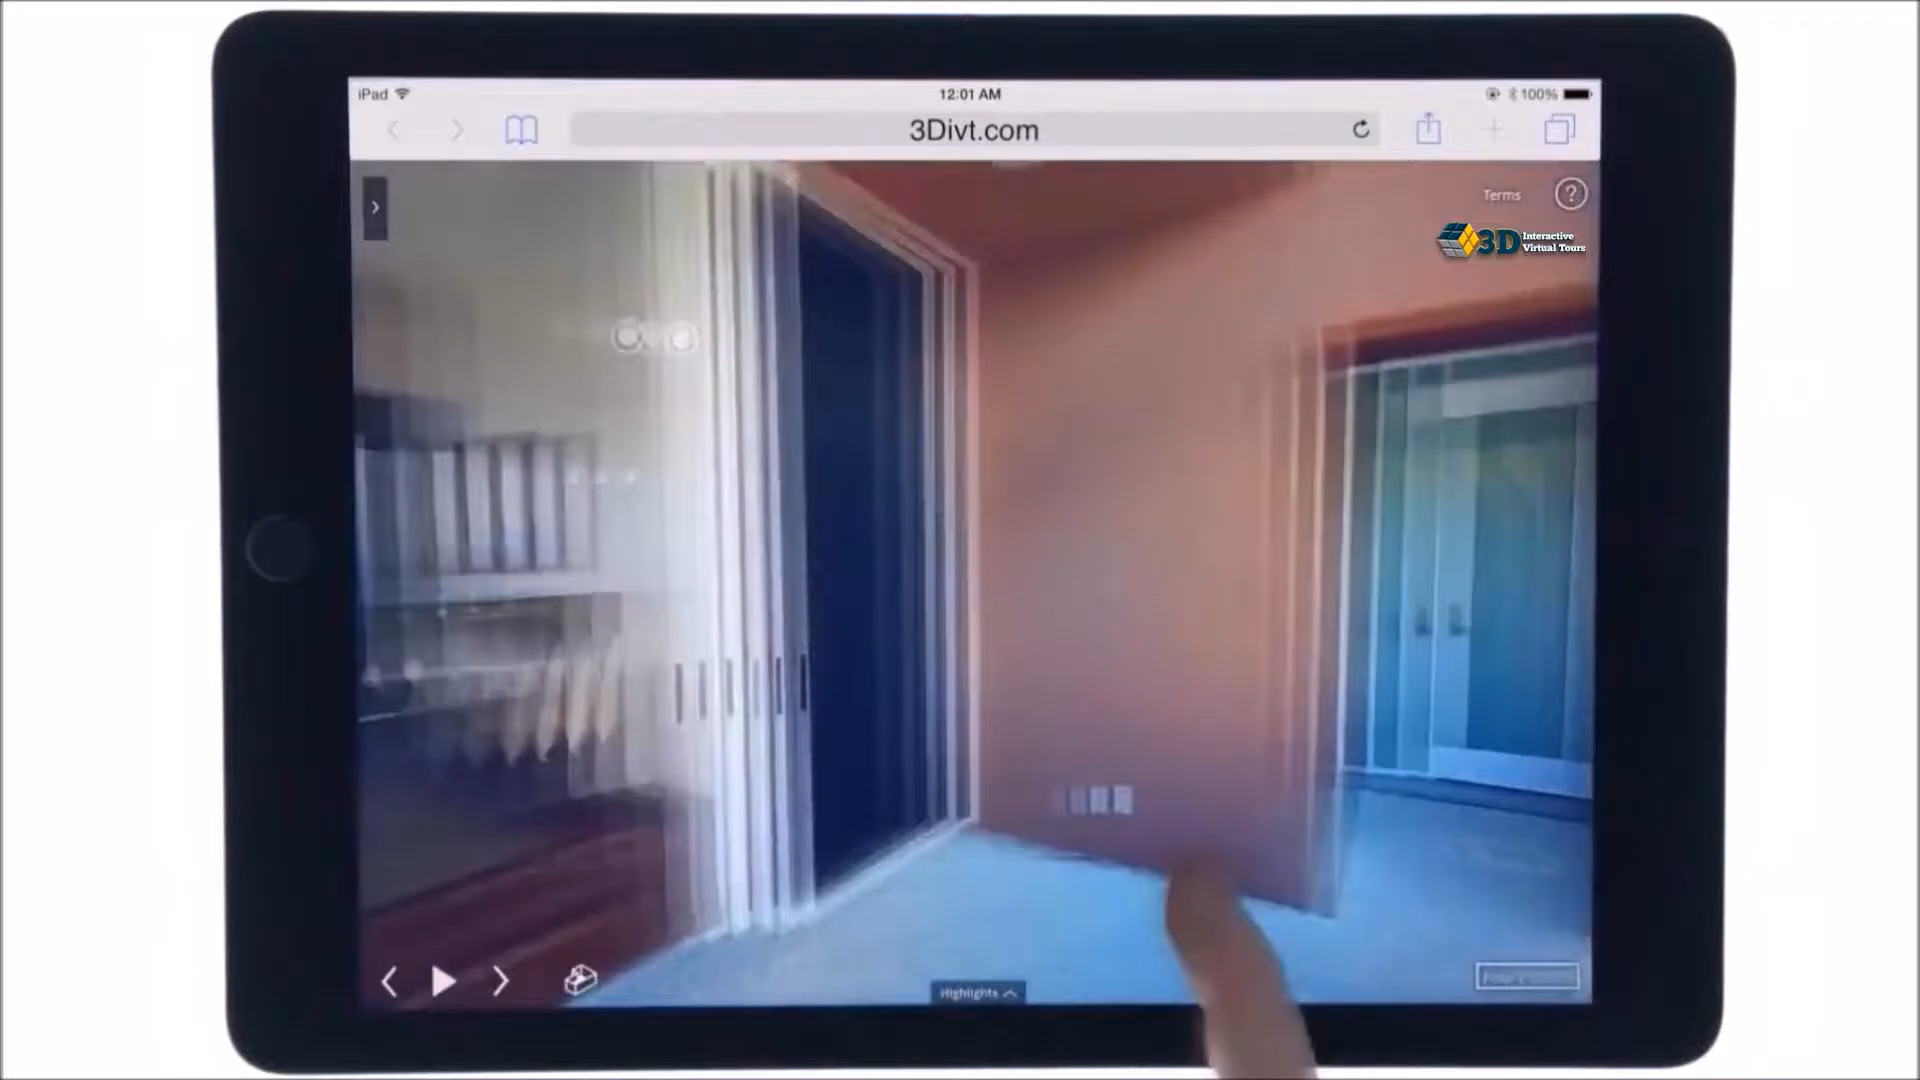 iPad
12:01 AM
100%
3Divt.com
Terms
?
3D Interactive
Virtual Tours
Highlights